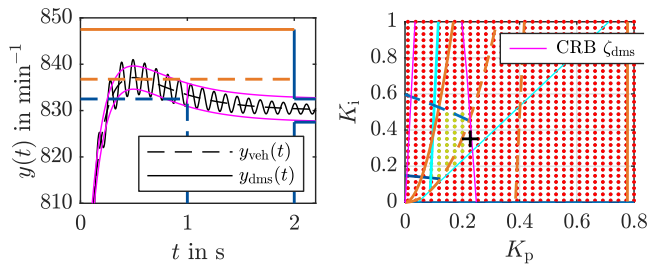 850
840
830
820
810
y(t) in min⁻¹
y_veh(t)
y_dms(t)
0
1
2
t in s
1
0.8
0.6
0.4
0.2
0
K_i
CRB ζ_dms
0
0.2
0.4
0.6
0.8
K_p